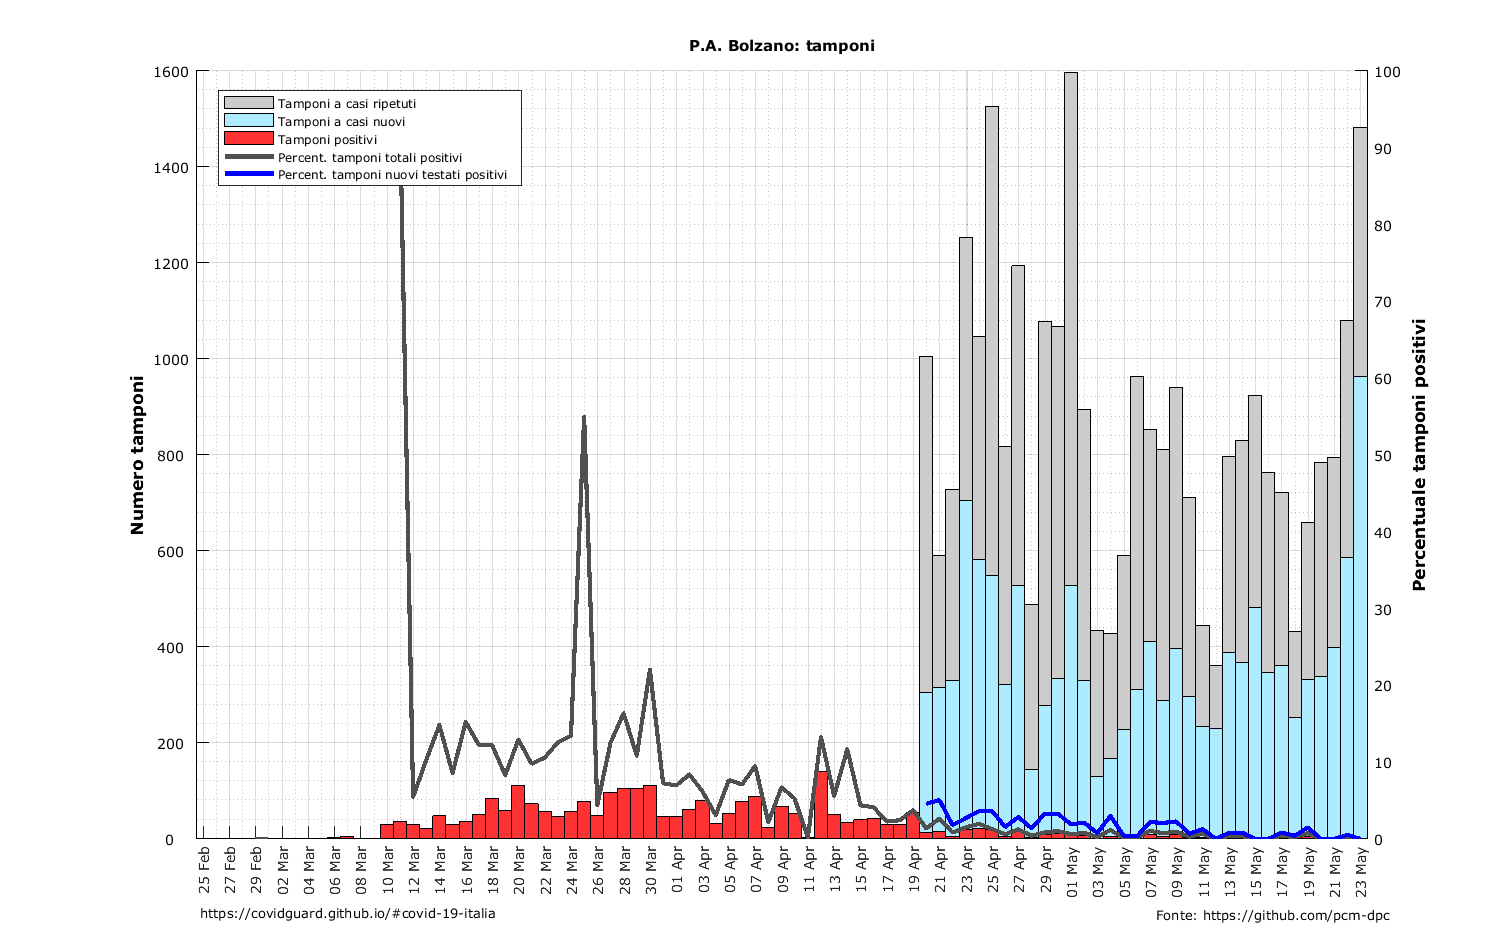 P.A. Bolzano: tamponi
1600
1400
1200
1000
800
600
400
200
0
100
90
80
70
60
50
40
30
20
10
0
Tamponi a casi ripetuti
Tamponi a casi nuovi
Tamponi positivi
Percent. tamponi totali positivi
Percent. tamponi nuovi testati positivi
Numero tamponi
Percentuale tamponi positivi
25 Feb
27 Feb
29 Feb
02 Mar
04 Mar
06 Mar
08 Mar
10 Mar
12 Mar
14 Mar
16 Mar
18 Mar
20 Mar
22 Mar
24 Mar
26 Mar
28 Mar
30 Mar
01 Apr
03 Apr
05 Apr
07 Apr
09 Apr
11 Apr
13 Apr
15 Apr
17 Apr
19 Apr
21 Apr
23 Apr
25 Apr
27 Apr
29 Apr
01 May
03 May
05 May
07 May
09 May
11 May
13 May
15 May
17 May
19 May
21 May
23 May
https://covidguard.github.io/#covid-19-italia
Fonte: https://github.com/pcm-dpc